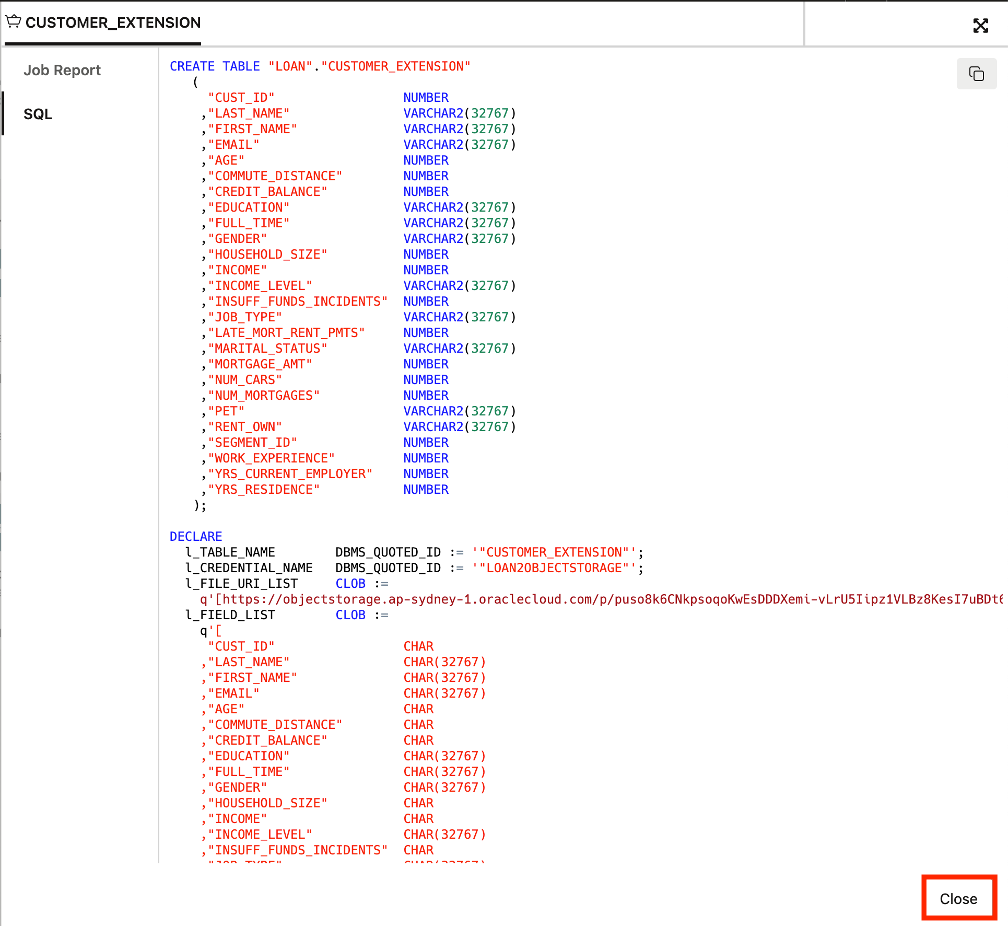 CUSTOMER_EXTENSION
Job Report
SQL
CREATE TABLE "LOAN"."CUSTOMER_EXTENSION"
(
"CUST_ID" NUMBER
,"LAST_NAME" VARCHAR2(32767)
,"FIRST_NAME" VARCHAR2(32767)
,"EMAIL" VARCHAR2(32767)
,"AGE" NUMBER
,"COMMUTE_DISTANCE" NUMBER
,"CREDIT_BALANCE" NUMBER
,"EDUCATION" VARCHAR2(32767)
,"FULL_TIME" VARCHAR2(32767)
,"GENDER" VARCHAR2(32767)
,"HOUSEHOLD_SIZE" NUMBER
,"INCOME" NUMBER
,"INCOME_LEVEL" VARCHAR2(32767)
,"INSUFF_FUNDS_INCIDENTS" NUMBER
,"JOB_TYPE" VARCHAR2(32767)
,"LATE_MORT_RENT_PMTS" NUMBER
,"MARITAL_STATUS" VARCHAR2(32767)
,"MORTGAGE_AMT" NUMBER
,"NUM_CARS" NUMBER
,"NUM_MORTGAGES" NUMBER
,"PET" VARCHAR2(32767)
,"RENT_OWN" VARCHAR2(32767)
,"SEGMENT_ID" NUMBER
,"WORK_EXPERIENCE" NUMBER
,"YRS_CURRENT_EMPLOYER" NUMBER
,"YRS_RESIDENCE" NUMBER
);
DECLARE
l_TABLE_NAME DBMS_QUOTED_ID := '"CUSTOMER_EXTENSION"';
l_CREDENTIAL_NAME DBMS_QUOTED_ID := '"LOAN2OBJECTSTORAGE"';
l_FILE_URI_LIST CLOB :=
q'[https://objectstorage.ap-sydney-1.oraclecloud.com/p/puso8k6CNkpsoqoKwEsDDDXemi-vLrU5Iipz1VLBz8KesI7uBDt6
l_FIELD_LIST CLOB :=
q'[
"CUST_ID" CHAR
,"LAST_NAME" CHAR(32767)
,"FIRST_NAME" CHAR(32767)
,"EMAIL" CHAR(32767)
,"AGE" CHAR
,"COMMUTE_DISTANCE" CHAR
,"CREDIT_BALANCE" CHAR
,"EDUCATION" CHAR(32767)
,"FULL_TIME" CHAR(32767)
,"GENDER" CHAR(32767)
,"HOUSEHOLD_SIZE" CHAR
,"INCOME" CHAR
,"INCOME_LEVEL" CHAR(32767)
,"INSUFF_FUNDS_INCIDENTS" CHAR
,"JOB_TYPE" CHAR(32767)
Close